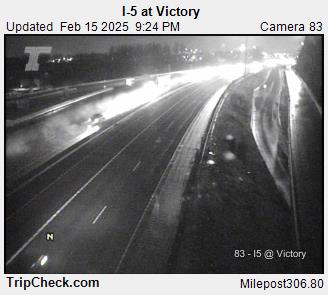 I-5 at Victory
Updated Feb 15 2025 9:24 PM Camera 83
T
N
83 - I5 @ Victory
TripCheck.com Milepost306.80